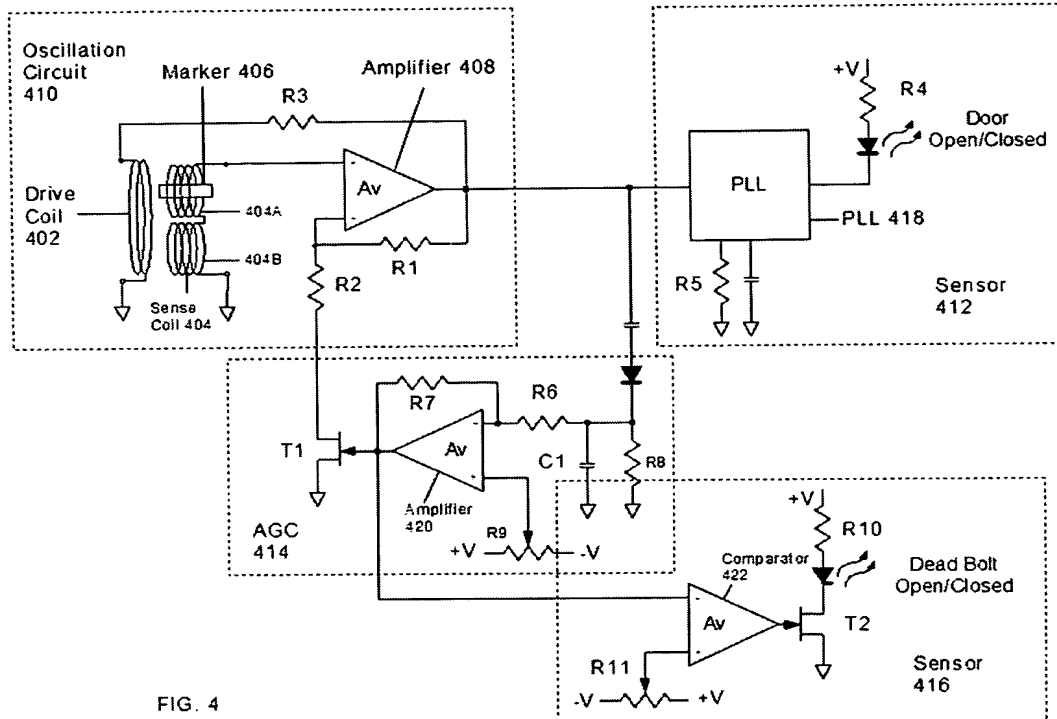 Oscillation
Circuit
410
Marker 406
Amplifier 408
R3
Drive
Coil
402
404A
404B
Sense
Coil 404
-
Av
-
R1
R2
+V
R4
Door
Open/Closed
PLL
PLL 418
R5
Sensor
412
R7
R6
T1
-
Av
+
C1
R8
Amplifier
420
AGC
414
R9
+V
-V
+V
R10
Comparator
422
Dead Bolt
Open/Closed
-
Av
-
T2
R11
-V
+V
Sensor
416
FIG. 4